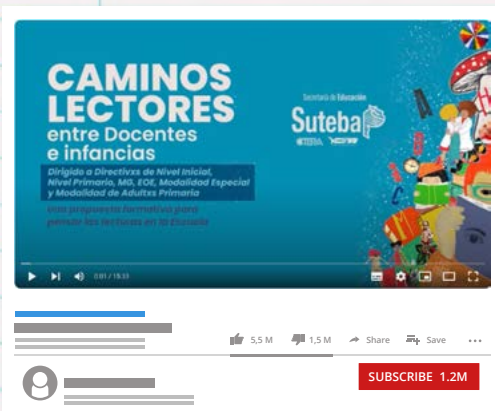 CAMINOS
LECTORES
entre Docentes
e infancias
Dirigido a Directivxs de Nivel Inicial,
Nivel Primario, MG, EOE, Modalidad Especial
y Modalidad de Adultxs Primaria
Una propuesta formativa para
pensar las lecturas en la Escuela
Secretaría de Educación
Suteba
CTERA
0:01 / 15:33
5,5 M
1,5 M
Share
Save
SUBSCRIBE 1.2M